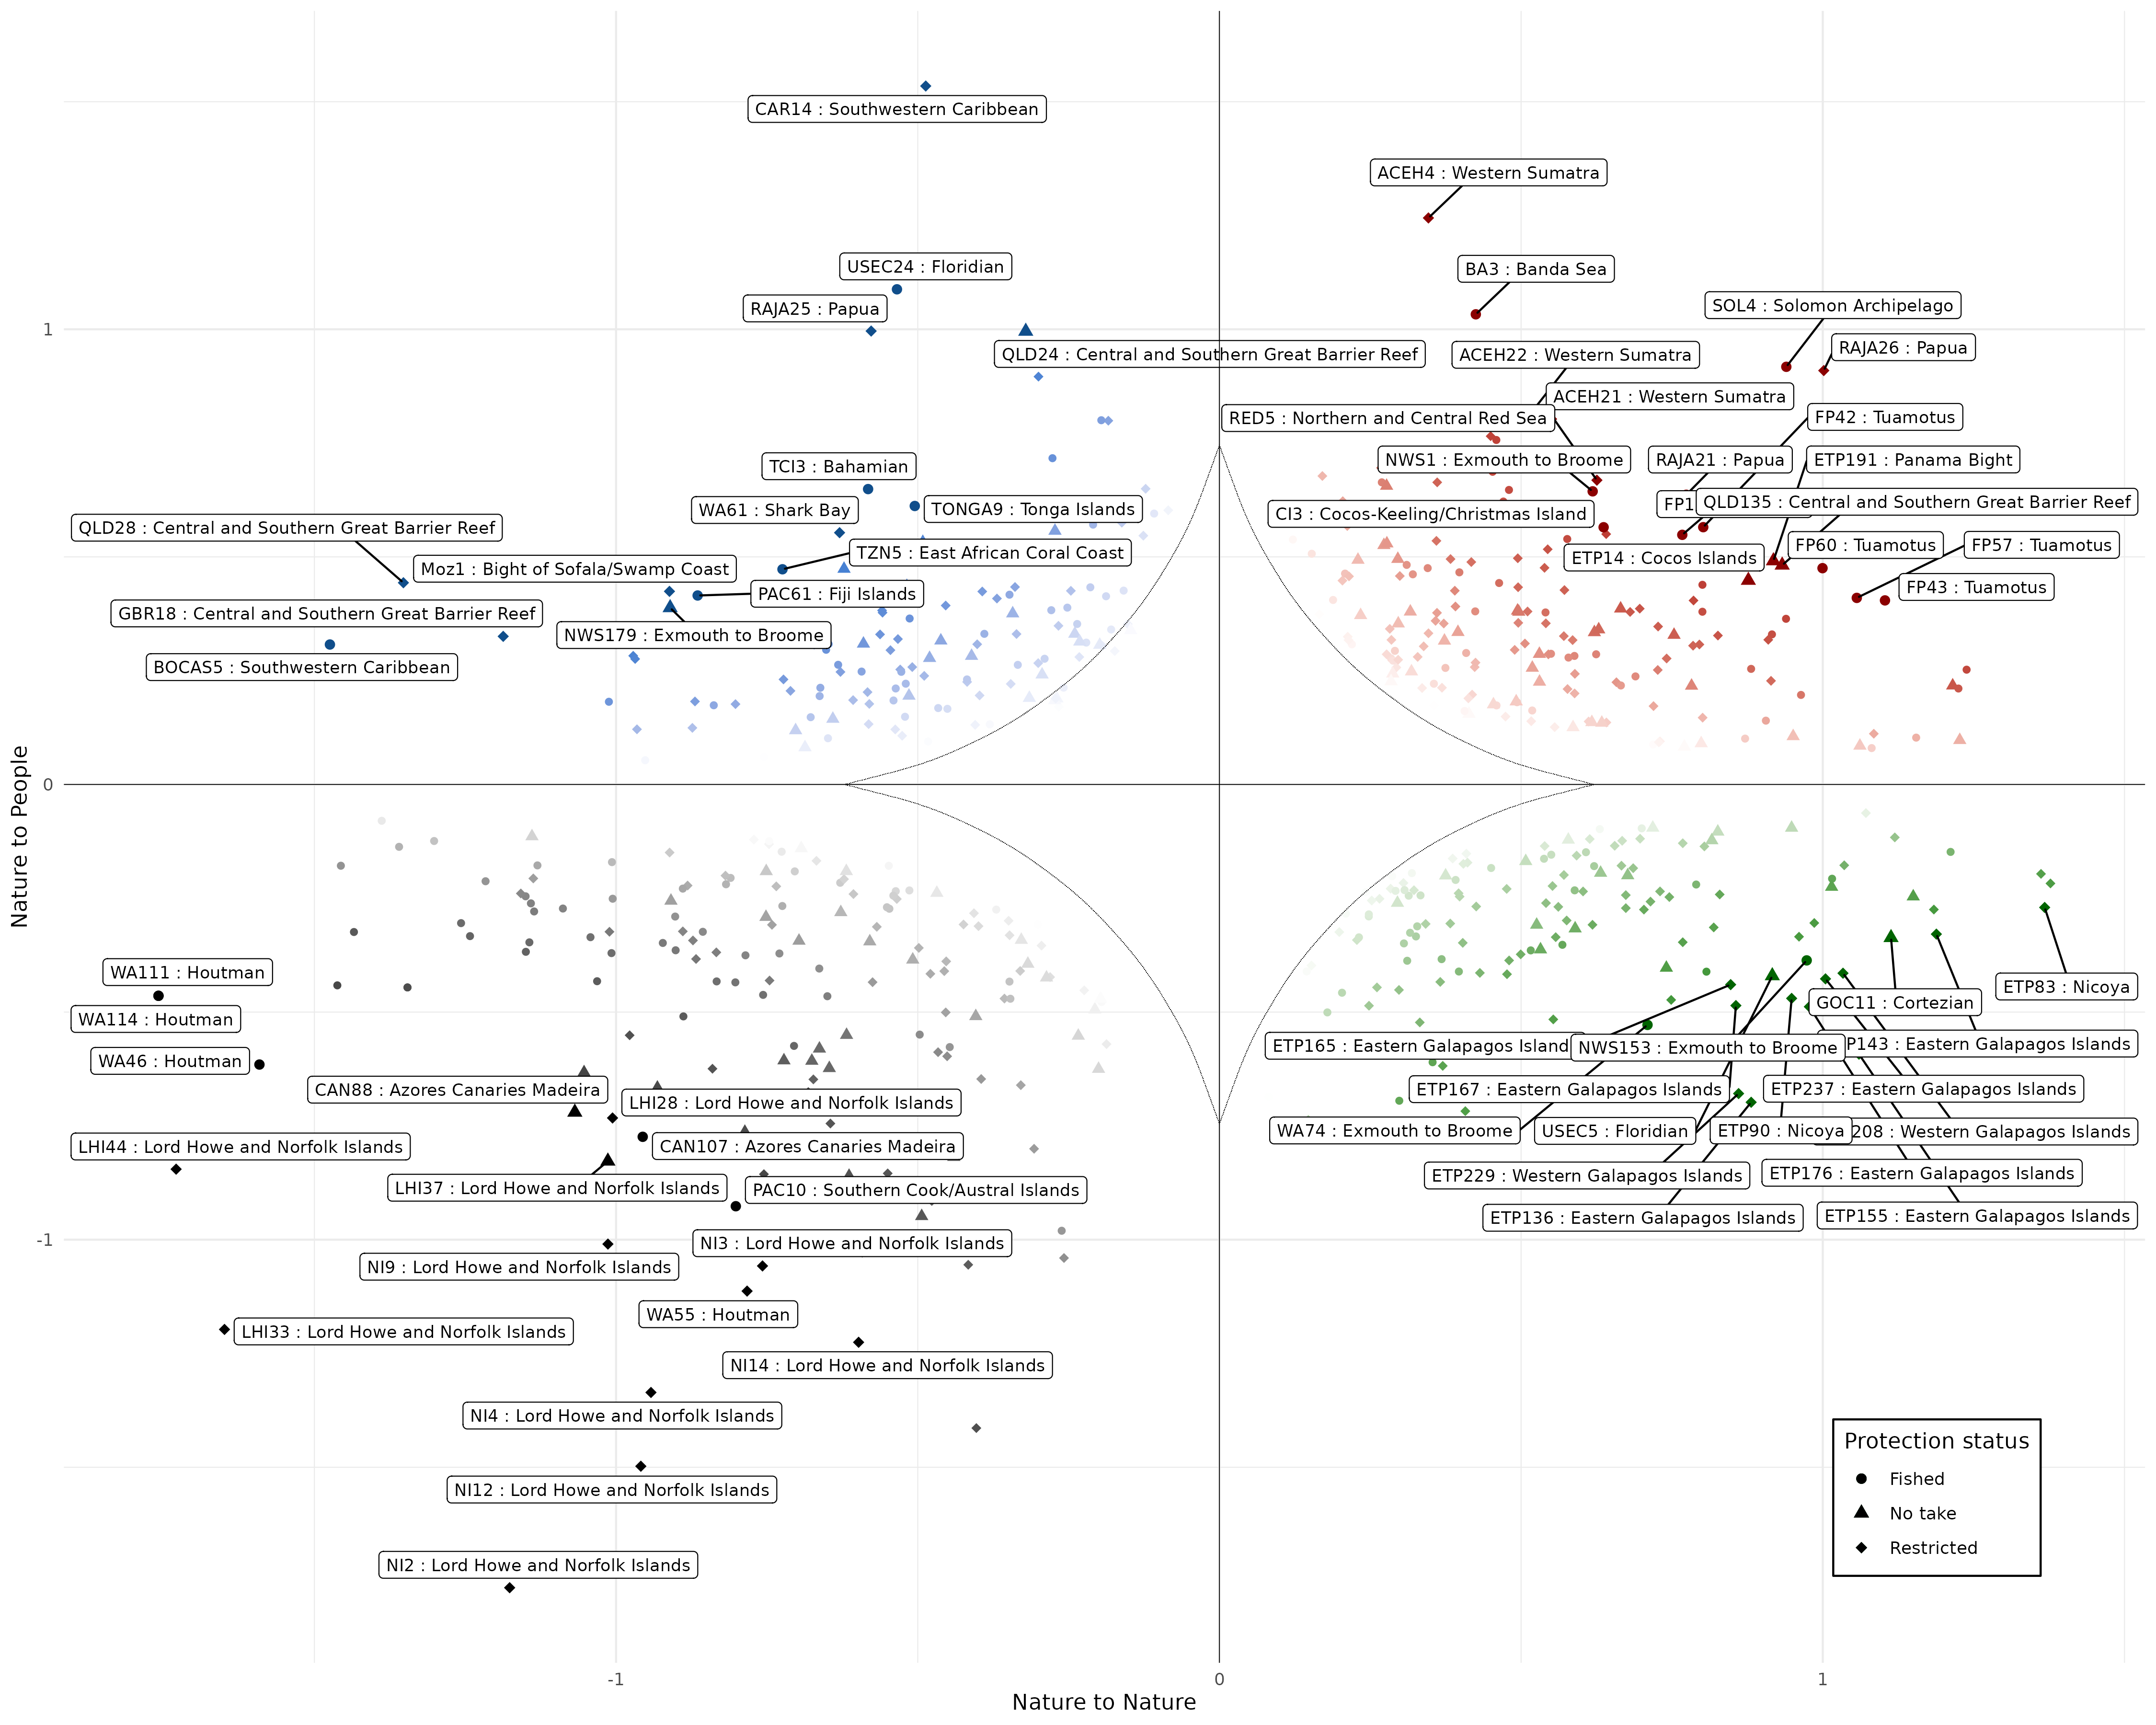 CAR14 : Southwestern Caribbean
ACEH4 : Western Sumatra
USEC24 : Floridian
BA3 : Banda Sea
RAJA25 : Papua
SOL4 : Solomon Archipelago
1
QLD24 : Central and Southern Great Barrier Reef
ACEH22 : Western Sumatra
RAJA26 : Papua
ACEH21 : Western Sumatra
RED5 : Northern and Central Red Sea
FP42 : Tuamotus
TCI3 : Bahamian
NWS1 : Exmouth to Broome
RAJA21 : Papua
ETP191 : Panama Bight
WA61 : Shark Bay
TONGA9 : Tonga Islands
CI3 : Cocos-Keeling/Christmas Island
QLD135 : Central and Southern Great Barrier Reef
QLD28 : Central and Southern Great Barrier Reef
TZN5 : East African Coral Coast
ETP14 : Cocos Islands
FP60 : Tuamotus
FP57 : Tuamotus
Moz1 : Bight of Sofala/Swamp Coast
PAC61 : Fiji Islands
FP43 : Tuamotus
GBR18 : Central and Southern Great Barrier Reef
NWS179 : Exmouth to Broome
BOCAS5 : Southwestern Caribbean
0
Nature to People
WA111 : Houtman
ETP83 : Nicoya
WA114 : Houtman
GOC11 : Cortezian
WA46 : Houtman
ETP165 : Eastern Galapagos
NWS153 : Exmouth to Broome
143 : Eastern Galapagos Islands
CAN88 : Azores Canaries Madeira
LHI28 : Lord Howe and Norfolk Islands
ETP167 : Eastern Galapagos Islands
ETP237 : Eastern Galapagos Islands
LHI44 : Lord Howe and Norfolk Islands
CAN107 : Azores Canaries Madeira
WA74 : Exmouth to Broome
USEC5 : Floridian
ETP90 : Nicoya
208 : Western Galapagos Islands
LHI37 : Lord Howe and Norfolk Islands
PAC10 : Southern Cook/Austral Islands
ETP229 : Western Galapagos Islands
ETP176 : Eastern Galapagos Islands
ETP136 : Eastern Galapagos Islands
ETP155 : Eastern Galapagos Islands
-1
NI3 : Lord Howe and Norfolk Islands
NI9 : Lord Howe and Norfolk Islands
WA55 : Houtman
LHI33 : Lord Howe and Norfolk Islands
NI14 : Lord Howe and Norfolk Islands
NI4 : Lord Howe and Norfolk Islands
NI12 : Lord Howe and Norfolk Islands
NI2 : Lord Howe and Norfolk Islands
Protection status
Fished
No take
Restricted
-1
0
1
Nature to Nature